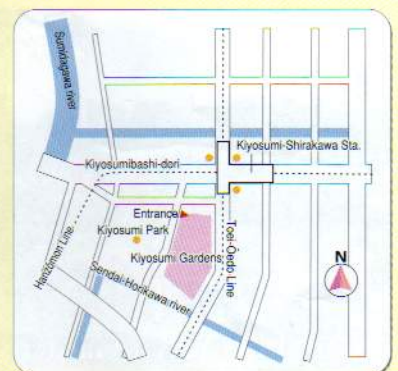 Sumidagawa river
Kiyosumi-Shirakawa Sta.
Kiyosumibashi-dori
Entrance
Kiyosumi Park
Kiyosumi Gardens
Toei-Oedo Line
Hanzōmon Line
Sendai-Horikawa river
N